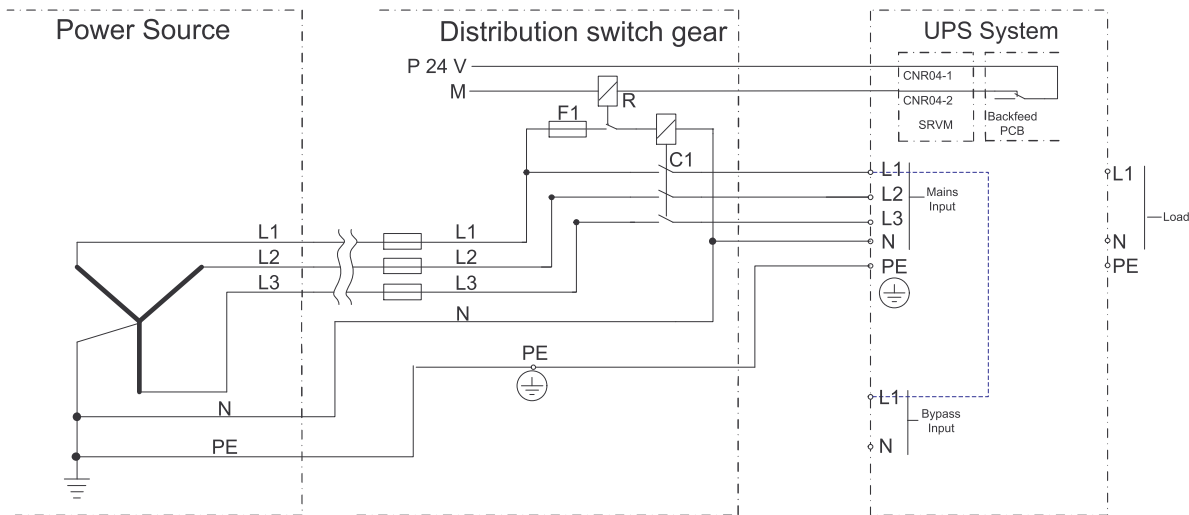 Power Source
Distribution switch gear
UPS System
P 24 V
M
R
F1
C1
CNR04-1
CNR04-2
SRVM
Backfeed
PCB
L1
L2
L3
N
PE
Mains
Input
L1
N
PE
Load
L1
L2
L3
L1
L2
L3
N
PE
N
PE
L1
N
Bypass
Input